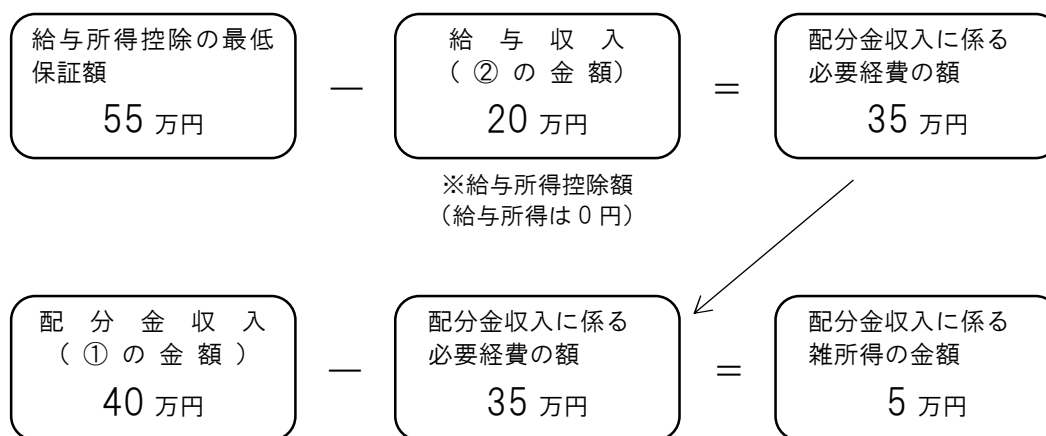 給与所得控除の最低
保証額
55 万円
－
給与収入
(②の金額)
20 万円
＝
配分金収入に係る
必要経費の額
35 万円
※給与所得控除額
(給与所得は0円)
配分金収入
(①の金額)
40 万円
－
配分金収入に係る
必要経費の額
35 万円
＝
配分金収入に係る
雑所得の金額
5 万円